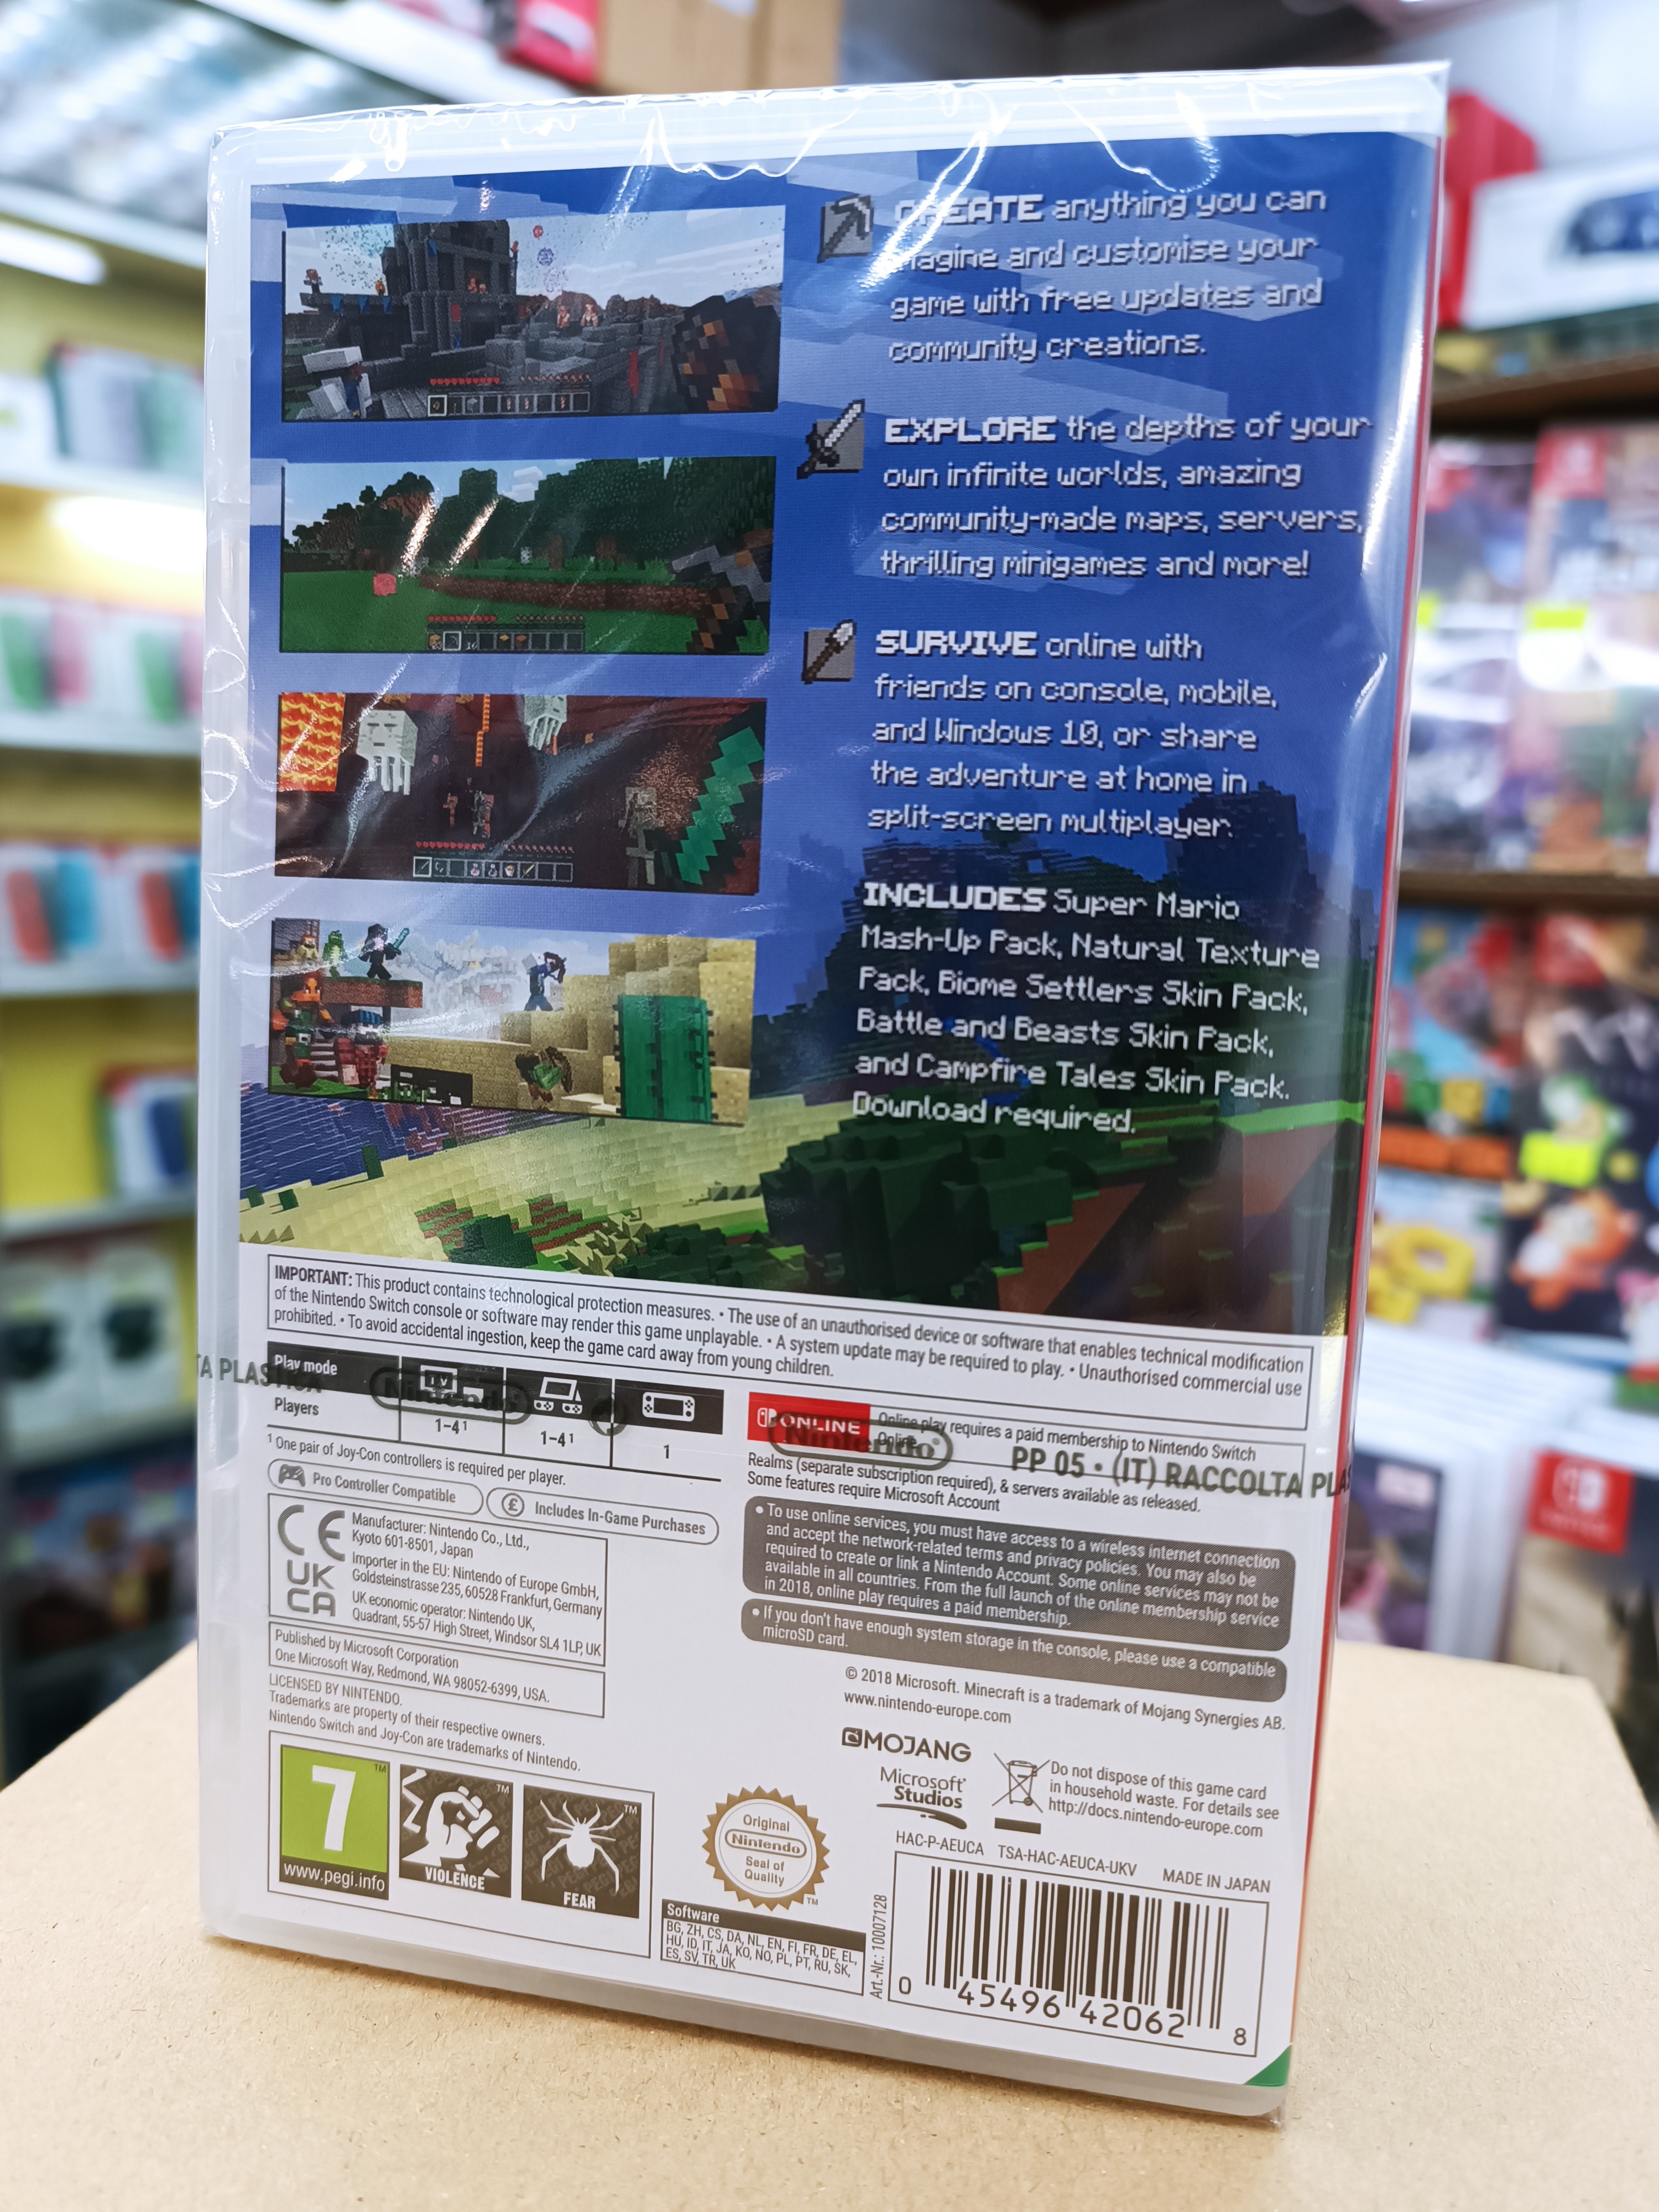 CREATE anything you can
imagine and customise your
game with free updates and
community creations.
EXPLORE the depths of your
own infinite worlds, amazing
community-made maps, servers,
thrilling minigames and more!
SURVIVE online with
friends on console, mobile,
and Windows 10, or share
the adventure at home in
split-screen multiplayer.
INCLUDES Super Mario
Mash-Up Pack, Natural Texture
Pack, Biome Settlers Skin Pack,
Battle and Beasts Skin Pack,
and Campfire Tales Skin Pack.
Download required.
IMPORTANT: This product contains technological protection measures. • The use of an unauthorised device or software that enables technical modification
of the Nintendo Switch console or software may render this game unplayable. • A system update may be required to play. • Unauthorised commercial use
prohibited. • To avoid accidental ingestion, keep the game card away from young children.
TA PLASTICA
Nintendo
Play mode
TV
Players
1–4¹
1–4¹
1
¹ One pair of Joy-Con controllers is required per player.
Pro Controller Compatible
£ Includes In-Game Purchases
ONLINE
Online play requires a paid membership to Nintendo Switch
Online.
Nintendo
PP 05 • (IT) RACCOLTA PLAS
Realms (separate subscription required), & servers available as released.
Some features require Microsoft Account
• To use online services, you must have access to a wireless internet connection
and accept the network-related terms and privacy policies. You may also be
required to create or link a Nintendo Account. Some online services may not be
available in all countries. From the full launch of the online membership service
in 2018, online play requires a paid membership.
• If you don't have enough system storage in the console, please use a compatible
microSD card.
CE
UK
CA
Manufacturer: Nintendo Co., Ltd.,
Kyoto 601-8501, Japan
Importer in the EU: Nintendo of Europe GmbH,
Goldsteinstrasse 235, 60528 Frankfurt, Germany
UK economic operator: Nintendo UK,
Quadrant, 55-57 High Street, Windsor SL4 1LP, UK
Published by Microsoft Corporation
One Microsoft Way, Redmond, WA 98052-6399, USA.
LICENSED BY NINTENDO.
Trademarks are property of their respective owners.
Nintendo Switch and Joy-Con are trademarks of Nintendo.
© 2018 Microsoft. Minecraft is a trademark of Mojang Synergies AB.
www.nintendo-europe.com
MOJANG
Microsoft®
Studios
Do not dispose of this game card
in household waste. For details see
http://docs.nintendo-europe.com
7™
www.pegi.info
™
VIOLENCE
™
FEAR
Original
Nintendo
Seal of
Quality
™
Software
BG, ZH, CS, DA, NL, EN, FI, FR, DE, EL,
HU, ID, IT, JA, KO, NO, PL, PT, RU, SK,
ES, SV, TR, UK
Art.-Nr.: 10007128
HAC-P-AEUCA TSA-HAC-AEUCA-UKV MADE IN JAPAN
0 45496 42062 8